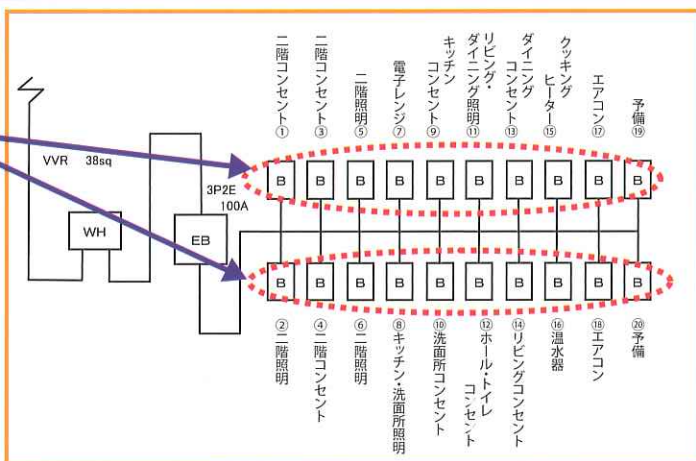 二階コンセント①
二階コンセント③
二階照明⑤
電子レンジ⑦
キッチン
コンセント⑨
リビング・
ダイニング照明⑪
ダイニング
コンセント⑬
クッキング
ヒーター⑮
エアコン⑰
予備⑲
VVR 38sq
3P2E
100A
WH
EB
B B B B B B B B B B
B B B B B B B B B B
②二階照明
④二階コンセント
⑥二階照明
⑧キッチン・洗面所照明
⑩洗面所コンセント
⑫ホール・トイレ
コンセント
⑭リビングコンセント
⑯温水器
⑱エアコン
⑳予備